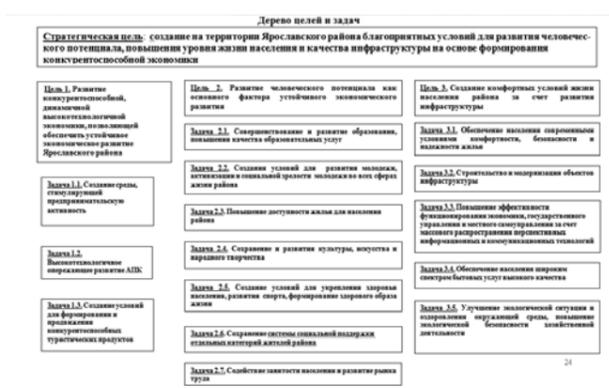 Дерево целей и задач
Стратегическая цель: создание на территории Ярославского района благоприятных условий для развития человечес-
кого потенциала, повышения уровня жизни населения и качества инфраструктуры на основе формирования
конкурентоспособной экономики
Цель 1. Развитие
конкурентоспособной,
динамичной
высокотехнологичной
экономики, позволяющей
обеспечить устойчивое
экономическое развитие
Ярославского района
Задача 1.1. Создание среды,
стимулирующей
предпринимательскую
активность
Задача 1.2.
Высокотехнологичное
опережающее развитие АПК
Задача 1.3. Создание условий
для формирования и
продвижения
конкурентоспособных
туристических продуктов
Цель 2. Развитие человеческого потенциала как
основного фактора устойчивого экономического
развития
Задача 2.1. Совершенствование и развитие образования,
повышения качества образовательных услуг
Задача 2.2. Создания условий для развития молодежи,
активизации и социальной зрелости молодежи во всех сферах
жизни района
Задача 2.3. Повышение доступности жилья для населения
района
Задача 2.4. Сохранение и развития культуры, искусства и
народного творчества
Задача 2.5. Создание условий для укрепления здоровья
населения, развития спорта, формирование здорового образа
жизни
Задача 2.6. Сохранение системы социальной поддержки
отдельных категорий жителей района
Задача 2.7. Содействие занятости населения и развитие рынка
труда
Цель 3. Создание комфортных условий жизни
населения района за счет развития
инфраструктуры
Задача 3.1. Обеспечение населения современными
условиями комфортности, безопасности и
надежности жилья
Задача 3.2. Строительство и модернизация объектов
инфраструктуры
Задача 3.3. Повышение эффективности
функционирования экономики, государственного
управления и местного самоуправления за счет
массового распространения перспективных
информационных и коммуникационных технологий
Задача 3.4. Обеспечение населения широким
спектром бытовых услуг высокого качества
Задача 3.5. Улучшение экологической ситуации и
оздоровления окружающей среды, повышение
экологической безопасности хозяйственной
деятельности
24